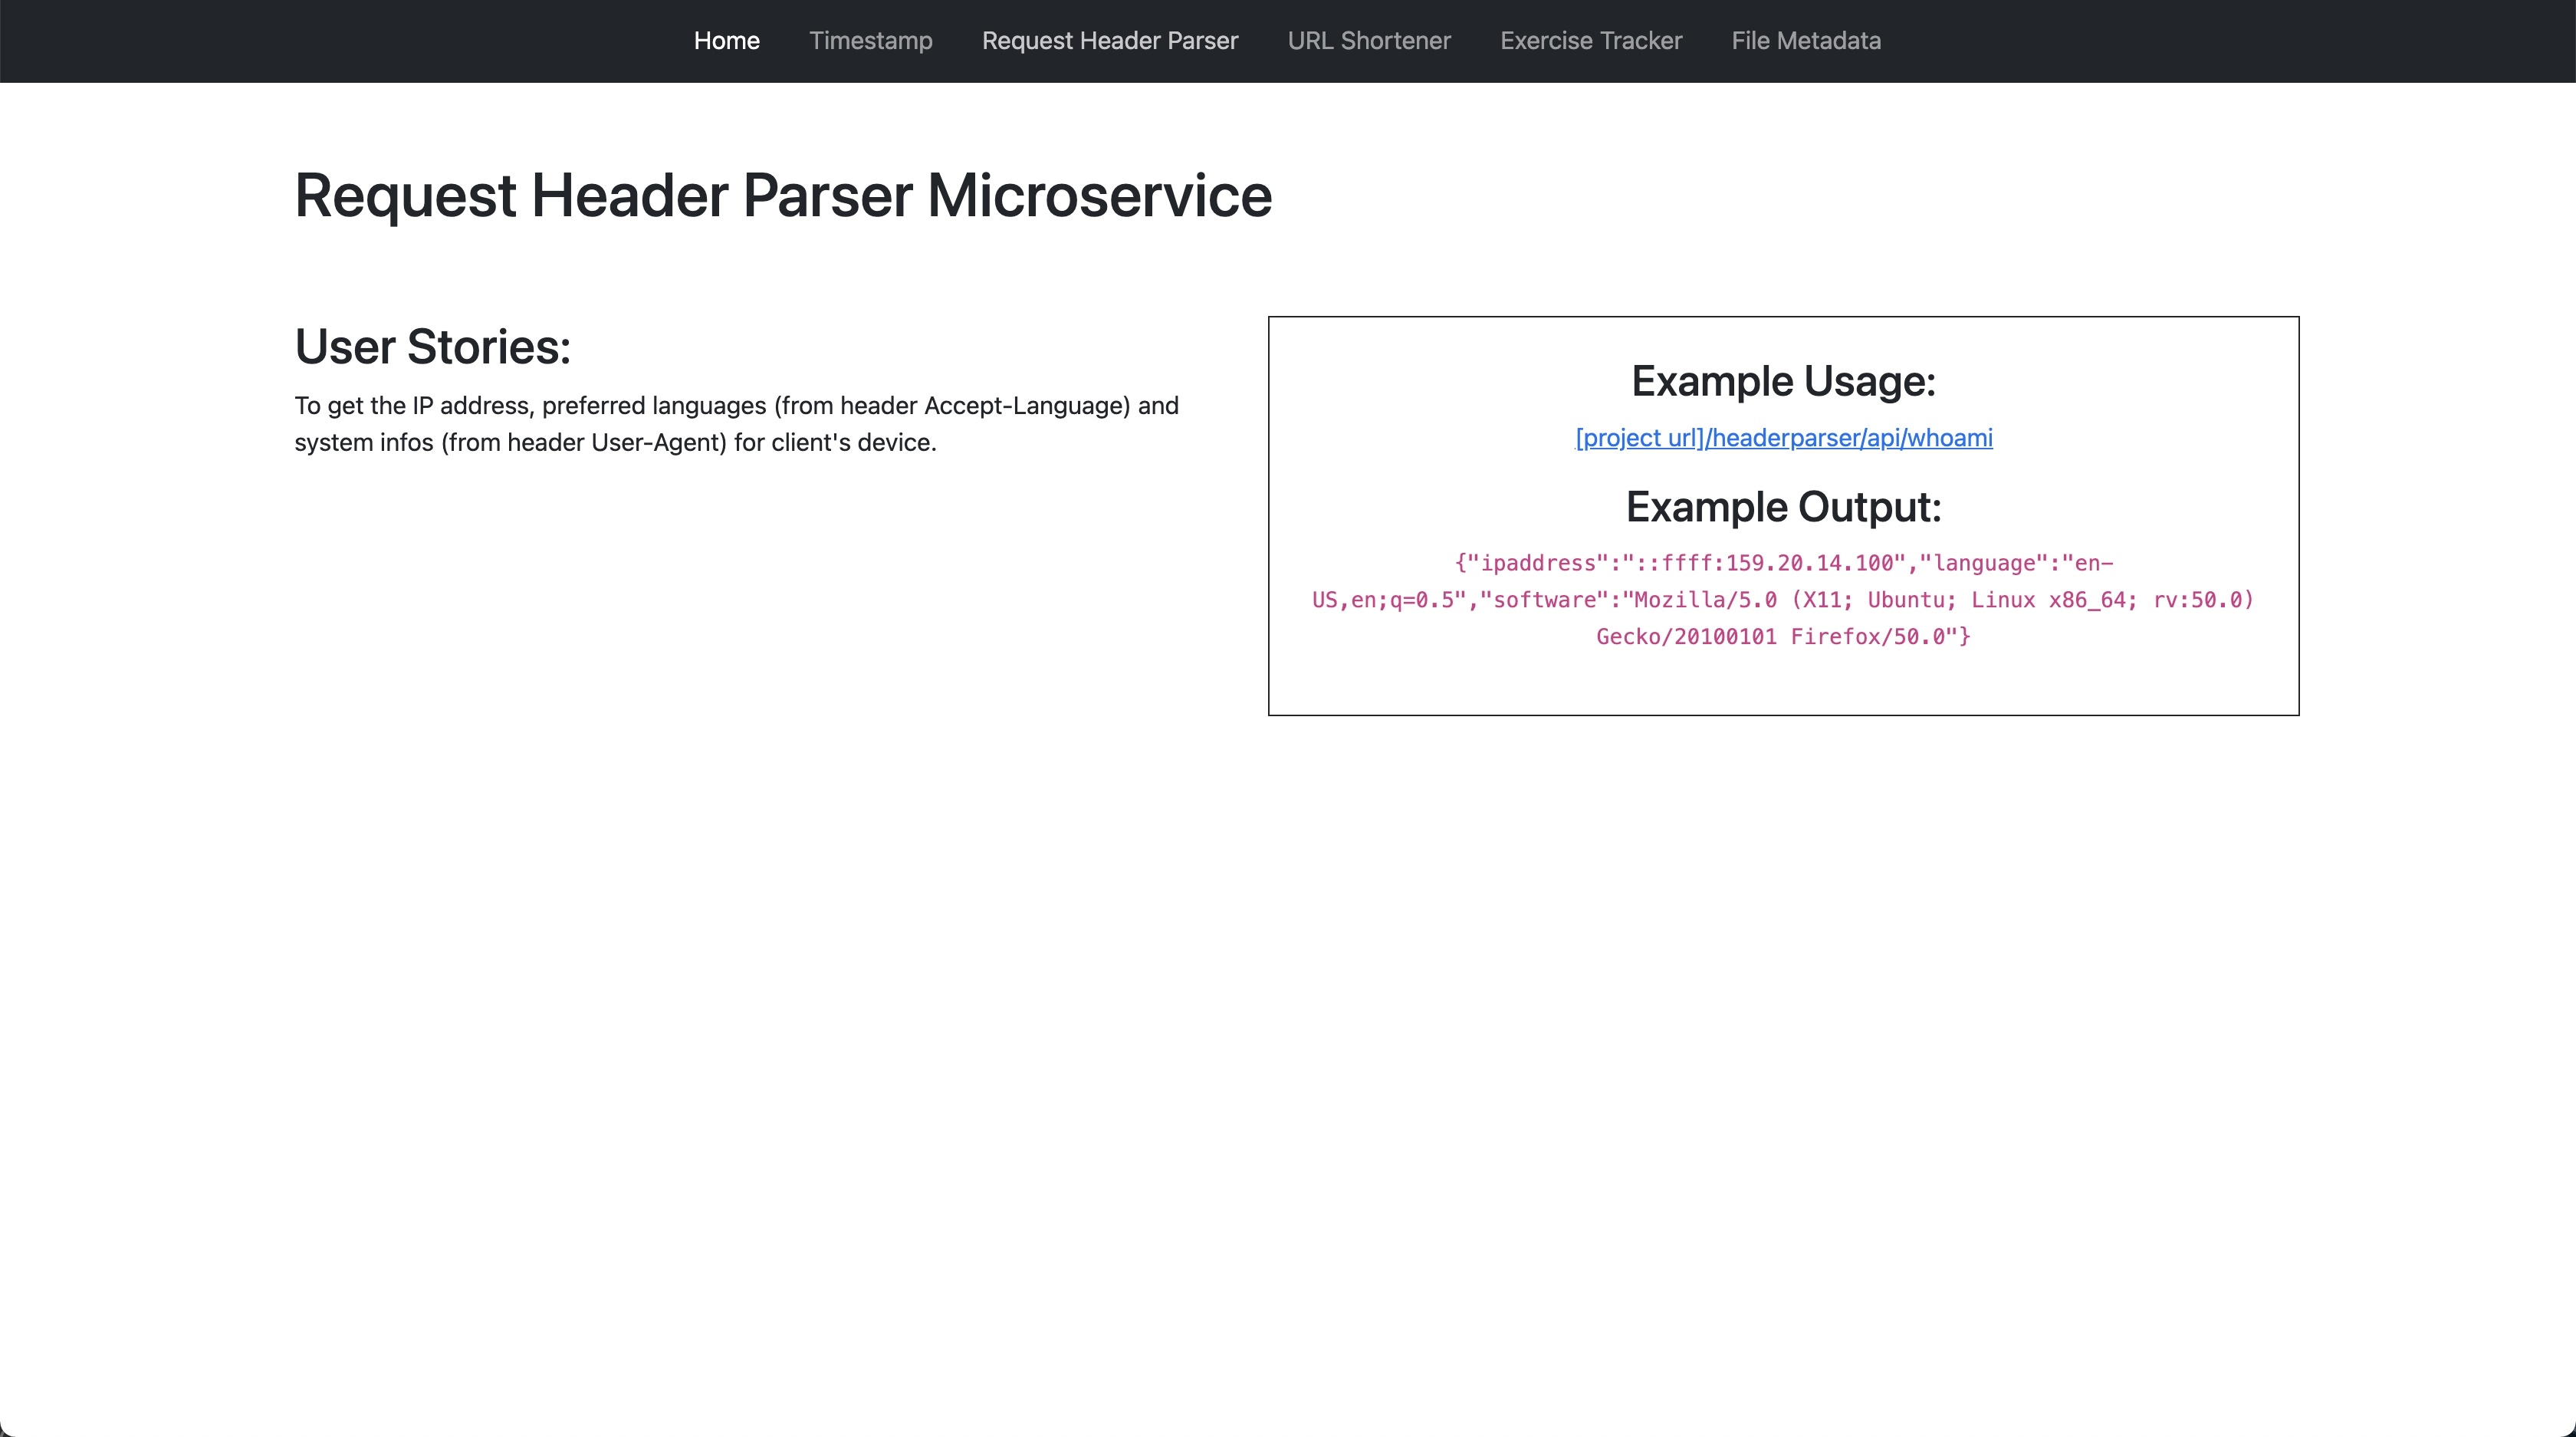 Home Timestamp Request Header Parser URL Shortener Exercise Tracker File Metadata
Request Header Parser Microservice
User Stories:
To get the IP address, preferred languages (from header Accept-Language) and
system infos (from header User-Agent) for client's device.
Example Usage:
[project url]/headerparser/api/whoami
Example Output:
{"ipaddress":"::ffff:159.20.14.100","language":"en-
US,en;q=0.5","software":"Mozilla/5.0 (X11; Ubuntu; Linux x86_64; rv:50.0)
Gecko/20100101 Firefox/50.0"}